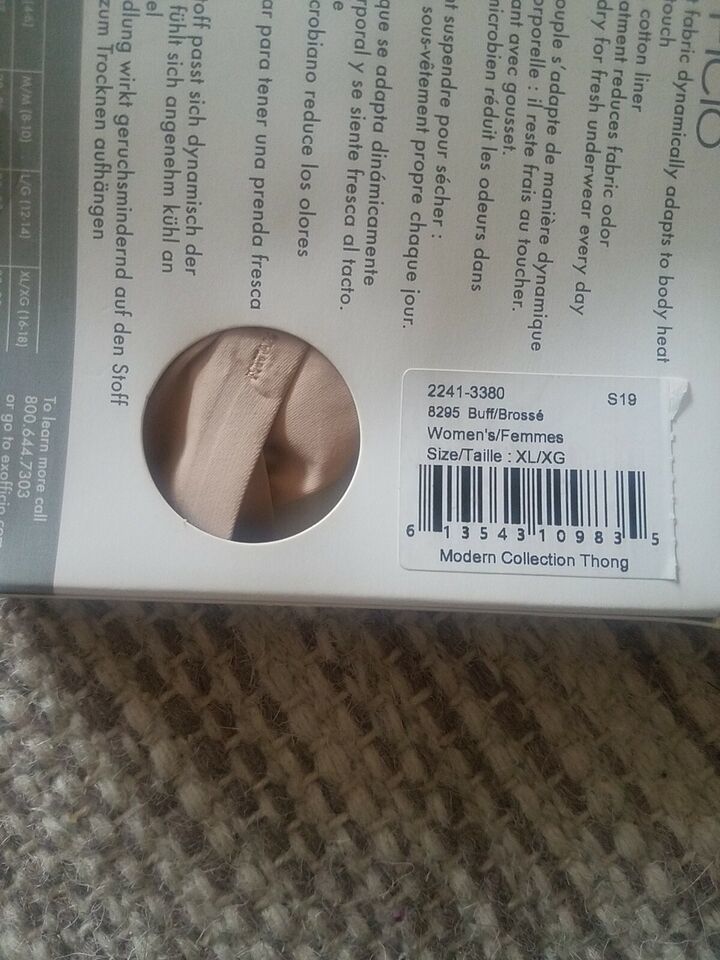 ficio
t fabric dynamically adapts to body heat
touch
cotton liner
atment reduces fabric odor
dry for fresh underwear every day
ouple s'adapte de manière dynamique
orporelle : il reste frais au toucher.
ant avec gousset.
microbien réduit les odeurs dans
t suspendre pour sécher :
sous-vêtement propre chaque jour.
que se adapta dinámicamente
rporal y se siente fresca al tacto.
e
crobiano reduce los olores
ar para tener una prenda fresca
toff passt sich dynamisch der
fühlt sich angenehm kühl an
el
dlung wirkt geruchsmindernd auf den Stoff
zum Trocknen aufhängen
M/M (8-10)
L/G (12-14)
XL/XG (16-18)
To learn more call
800.644.7303
or go to exofficio.com
2241-3380
S19
8295 Buff/Brossé
Women's/Femmes
Size/Taille : XL/XG
6 13543 10983 5
Modern Collection Thong